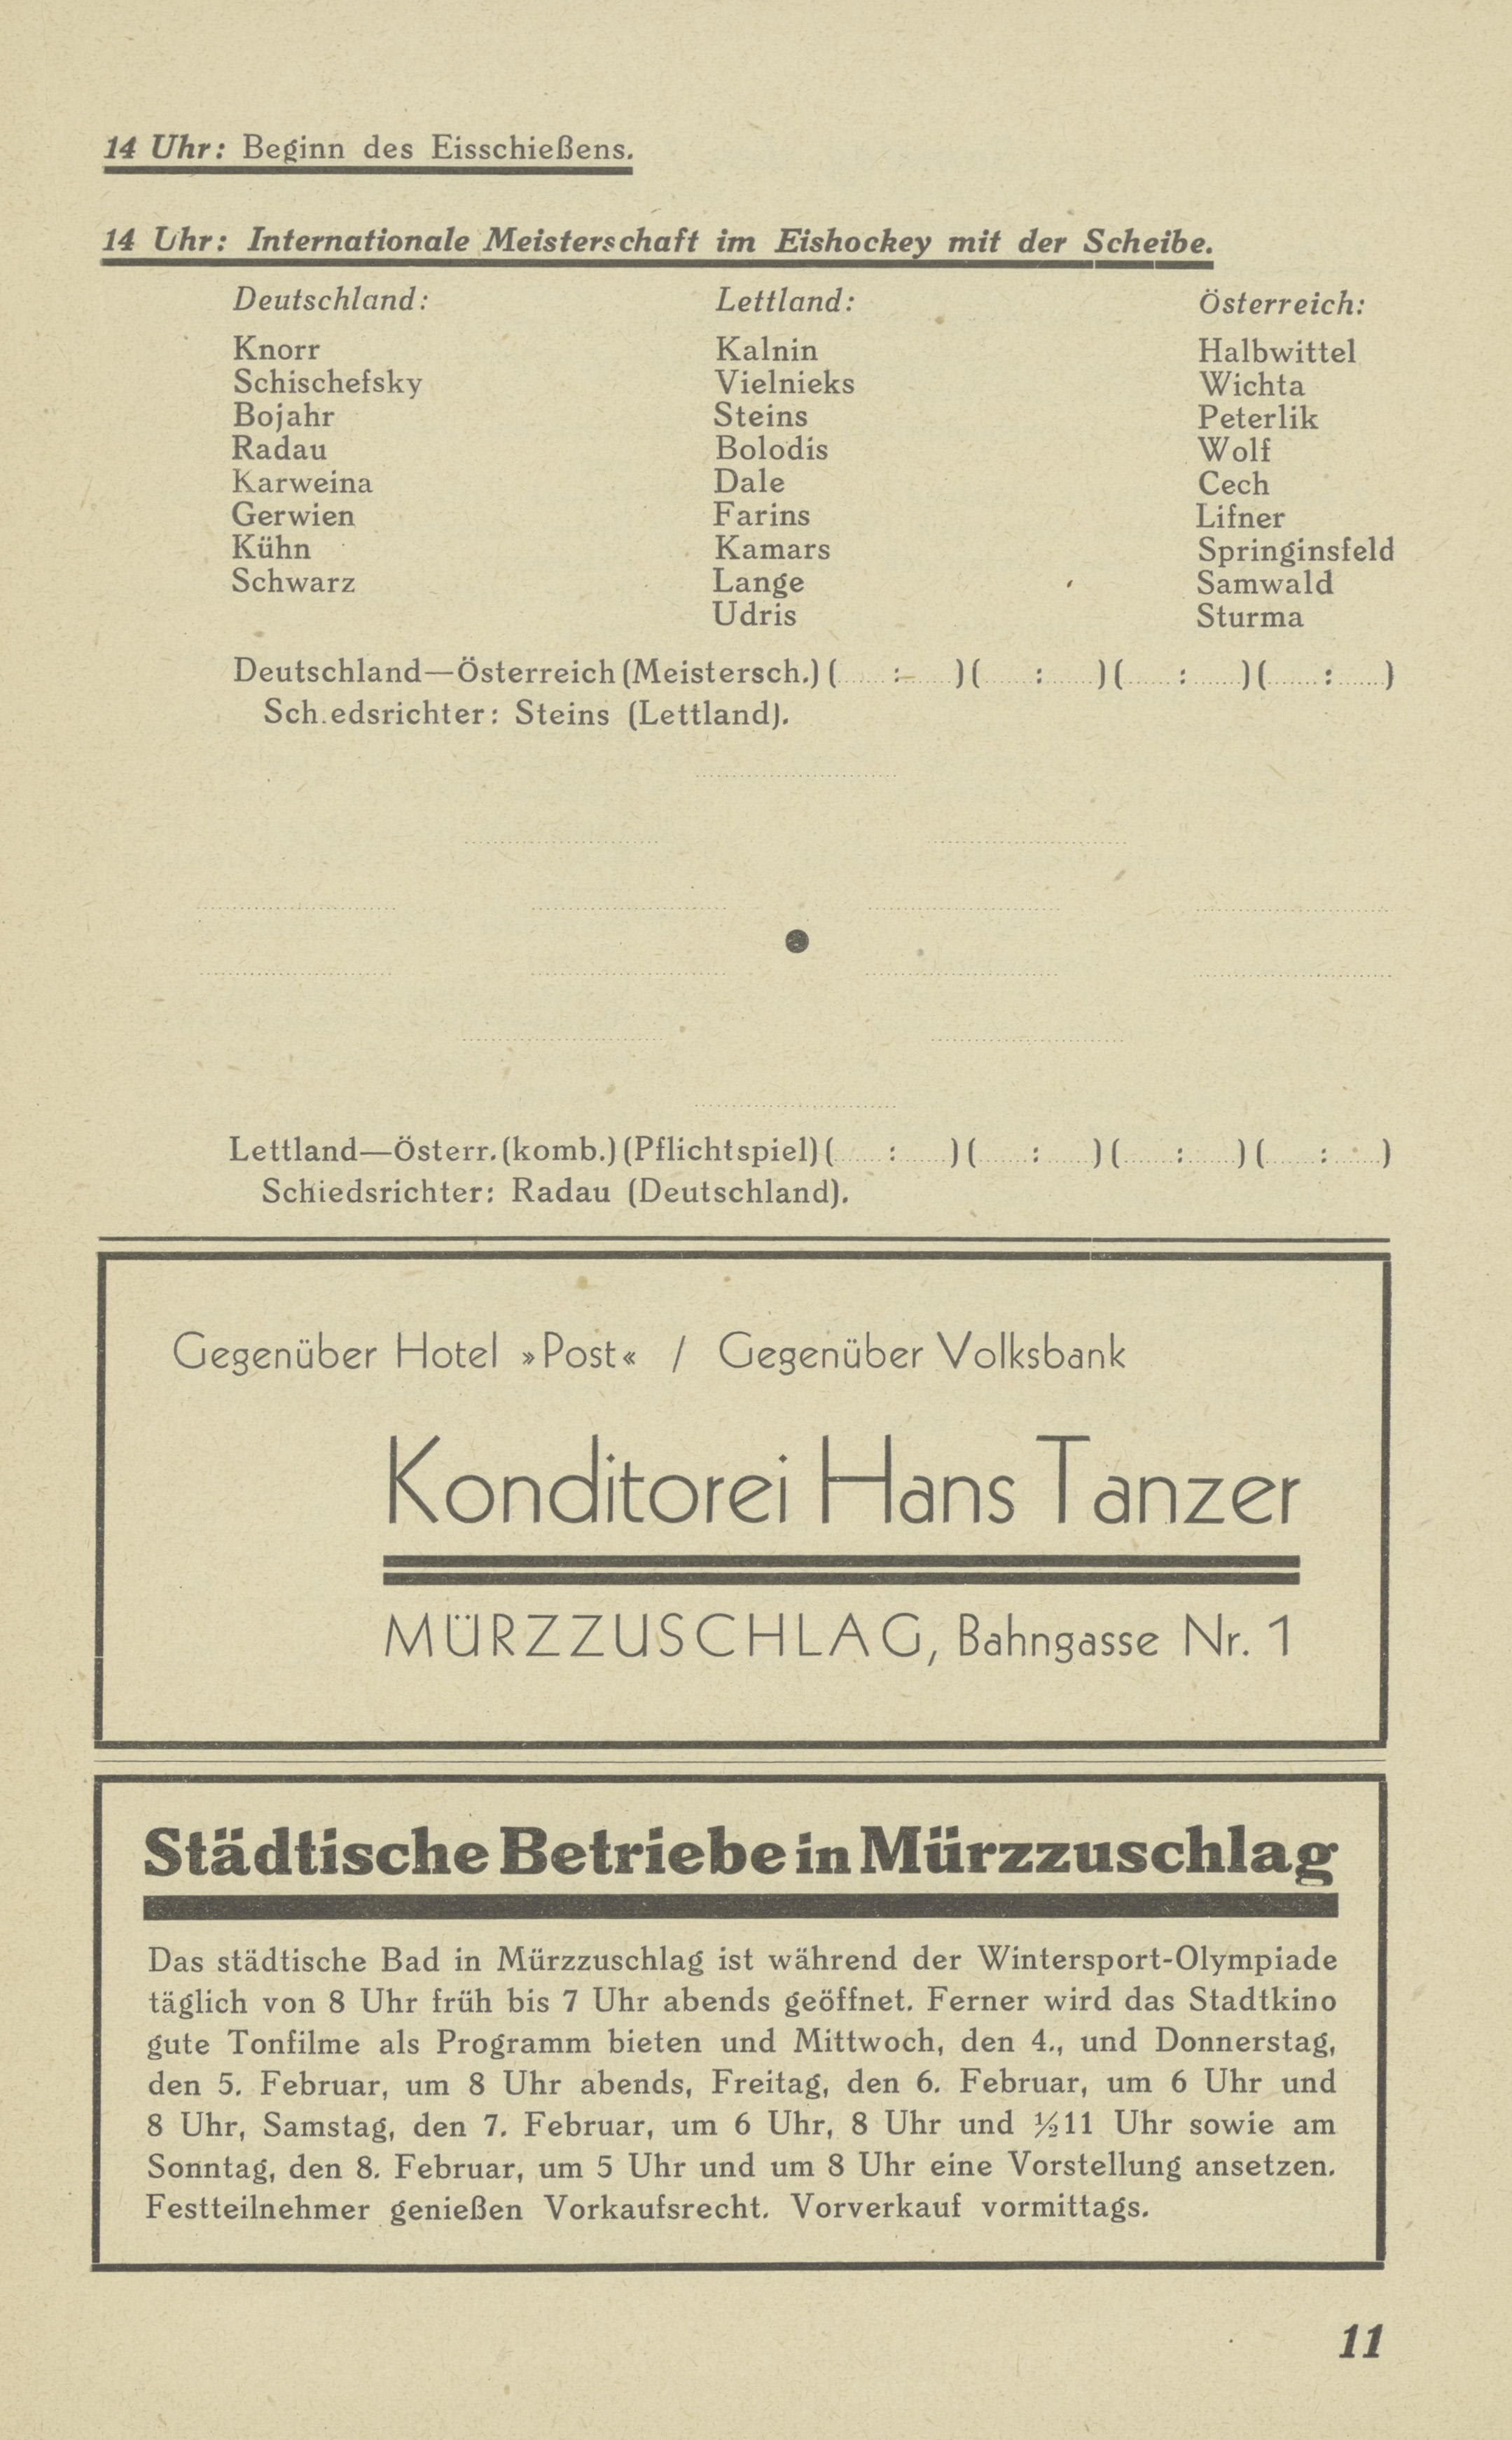 14 Uhr: Beginn des Eisschießens.
14 Uhr: Internationale Meisterschaft im Eishockey mit der Scheibe.
Deutschland: Lettland: Österreich:
Knorr Kalnin Halbwittel
Schischefsky Vielnieks Wichta
Bojahr Steins Peterlik
Radau Bolodis Wolf
Karweina Dale Cech
Gerwien Farins Lifner
Kühn Kamars Springinsfeld
Schwarz Lange Samwald
Udris Sturma
Deutschland—Österreich (Meistersch.) (......:......) (......:......) (......:......) (......:......)
Sch.edsrichter: Steins (Lettland).
Lettland—Österr. (komb.) (Pflichtspiel) (......:......) (......:......) (......:......) (......:......)
Schiedsrichter: Radau (Deutschland).
Gegenüber Hotel »Post« / Gegenüber Volksbank
Konditorei Hans Tanzer
MÜRZZUSCHLAG, Bahngasse Nr. 1
Städtische Betriebe in Mürzzuschlag
Das städtische Bad in Mürzzuschlag ist während der Wintersport-Olympiade
täglich von 8 Uhr früh bis 7 Uhr abends geöffnet. Ferner wird das Stadtkino
gute Tonfilme als Programm bieten und Mittwoch, den 4., und Donnerstag,
den 5. Februar, um 8 Uhr abends, Freitag, den 6. Februar, um 6 Uhr und
8 Uhr, Samstag, den 7. Februar, um 6 Uhr, 8 Uhr und ½11 Uhr sowie am
Sonntag, den 8. Februar, um 5 Uhr und um 8 Uhr eine Vorstellung ansetzen.
Festteilnehmer genießen Vorkaufsrecht. Vorverkauf vormittags.
11